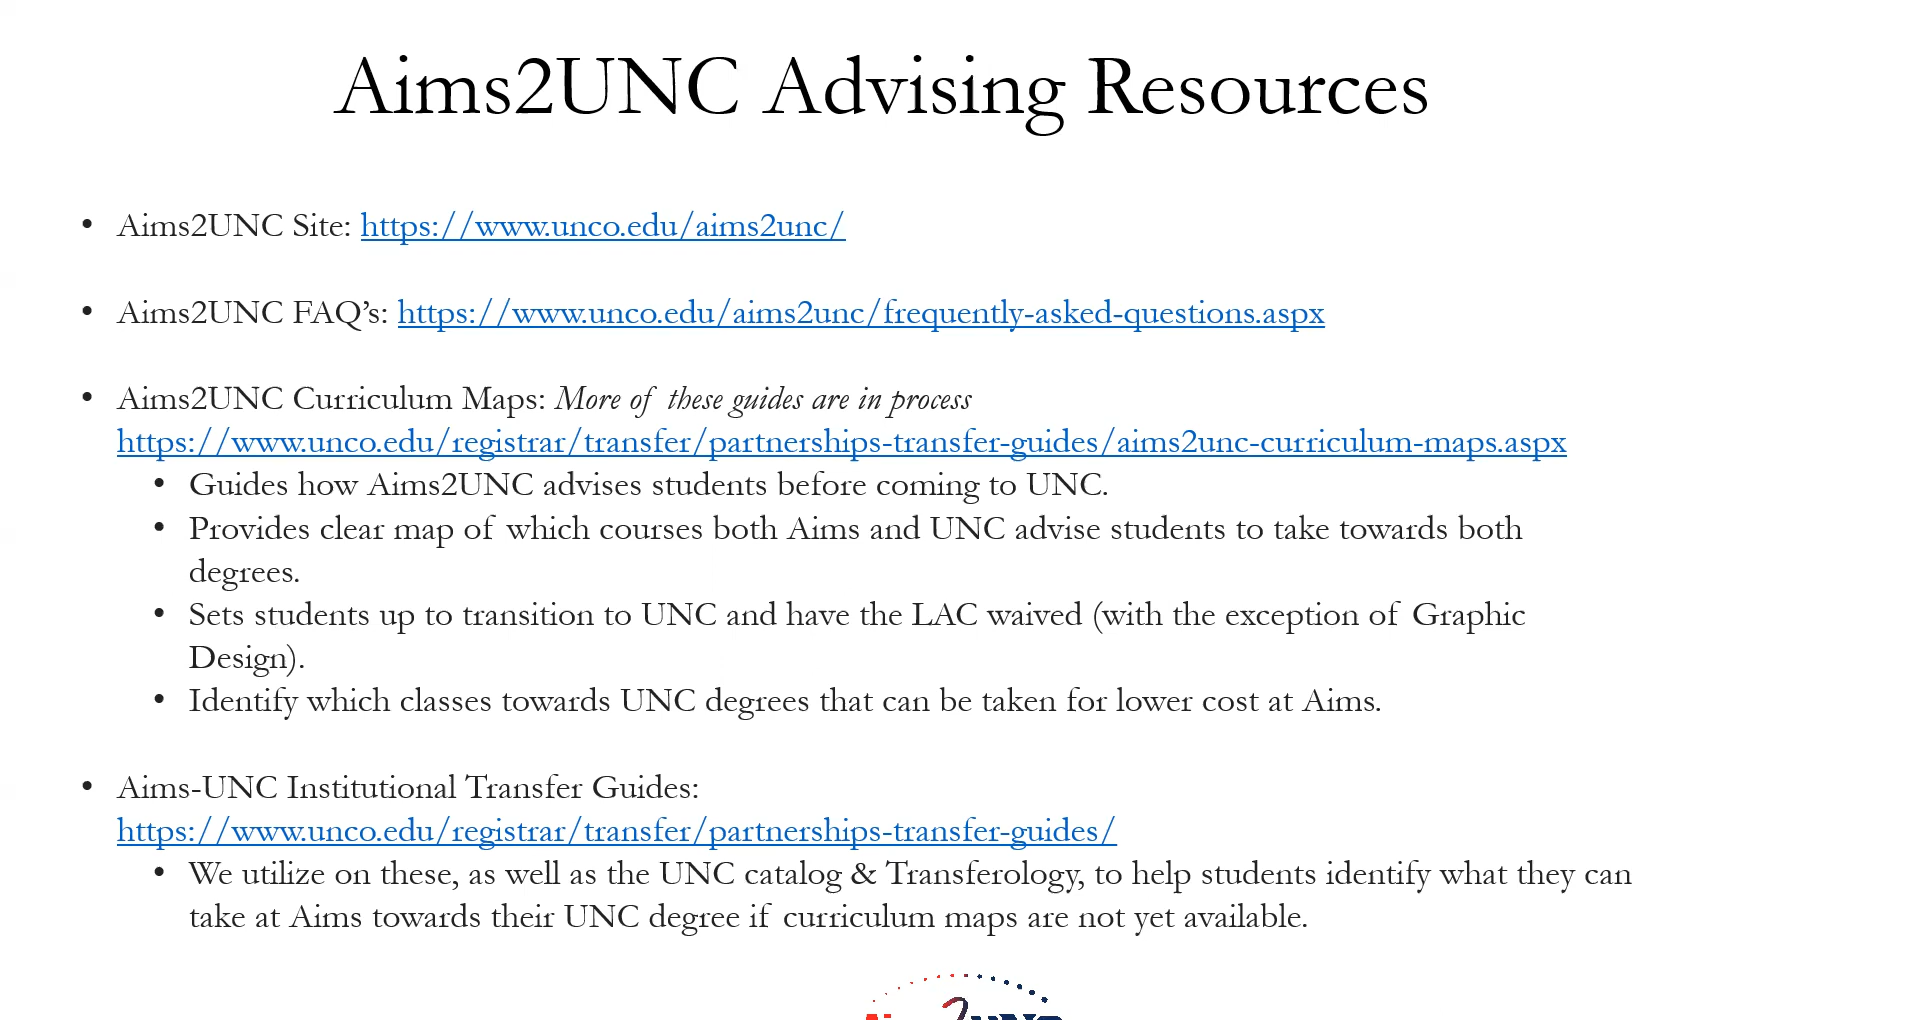 Aims2UNC Advising Resources
• Aims2UNC Site: https://www.unco.edu/aims2unc/
• Aims2UNC FAQ’s: https://www.unco.edu/aims2unc/frequently-asked-questions.aspx
• Aims2UNC Curriculum Maps: More of these guides are in process
https://www.unco.edu/registrar/transfer/partnerships-transfer-guides/aims2unc-curriculum-maps.aspx
• Guides how Aims2UNC advises students before coming to UNC.
• Provides clear map of which courses both Aims and UNC advise students to take towards both
degrees.
• Sets students up to transition to UNC and have the LAC waived (with the exception of Graphic
Design).
• Identify which classes towards UNC degrees that can be taken for lower cost at Aims.
• Aims-UNC Institutional Transfer Guides:
https://www.unco.edu/registrar/transfer/partnerships-transfer-guides/
• We utilize on these, as well as the UNC catalog & Transferology, to help students identify what they can
take at Aims towards their UNC degree if curriculum maps are not yet available.